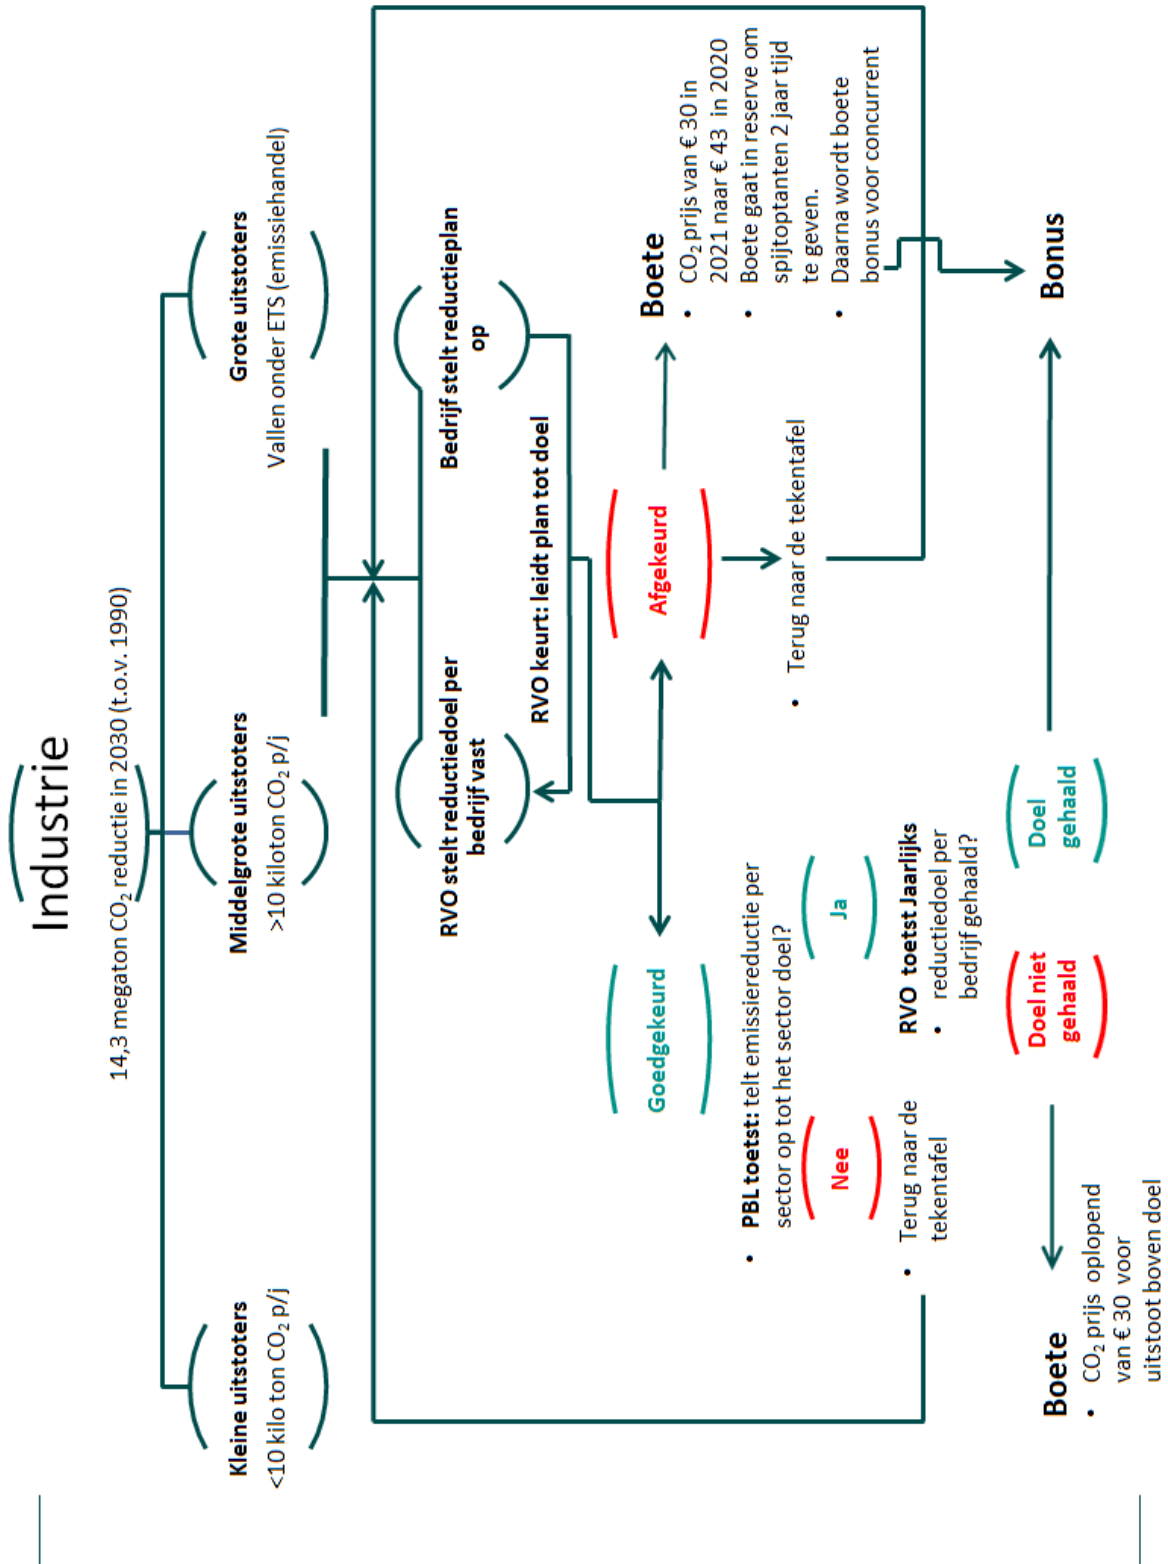 Industrie
14,3 megaton CO₂ reductie in 2030 (t.o.v. 1990)
Kleine uitstoters
<10 kilo ton CO₂ p/j
Middelgrote uitstoters
>10 kiloton CO₂ p/j
Grote uitstoters
Vallen onder ETS (emissiehandel)
RVO stelt reductiedoel per
bedrijf vast
Bedrijf stelt reductieplan
op
RVO keurt: leidt plan tot doel
Goedgekeurd
Afgekeurd
Boete
• CO₂ prijs van € 30 in
2021 naar € 43 in 2020
• Boete gaat in reserve om
spijtoptanten 2 jaar tijd
te geven.
• Daarna wordt boete
bonus voor concurrent
• PBL toetst: telt emissiereductie per
sector op tot het sector doel?
• Terug naar de tekentafel
Nee
Ja
• Terug naar de
tekentafel
RVO toetst Jaarlijks
• reductiedoel per
bedrijf gehaald?
Boete
• CO₂ prijs oplopend
van € 30 voor
uitstoot boven doel
Doel niet
gehaald
Doel
gehaald
Bonus